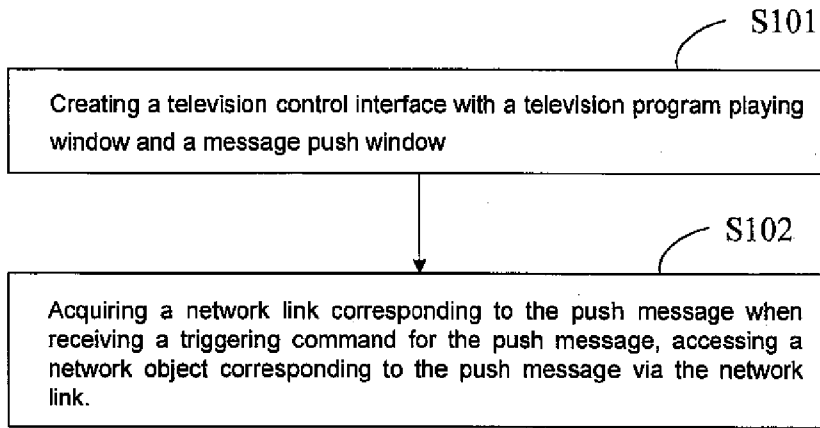 S101
Creating a television control interface with a television program playing
window and a message push window
S102
Acquiring a network link corresponding to the push message when
receiving a triggering command for the push message, accessing a
network object corresponding to the push message via the network
link.